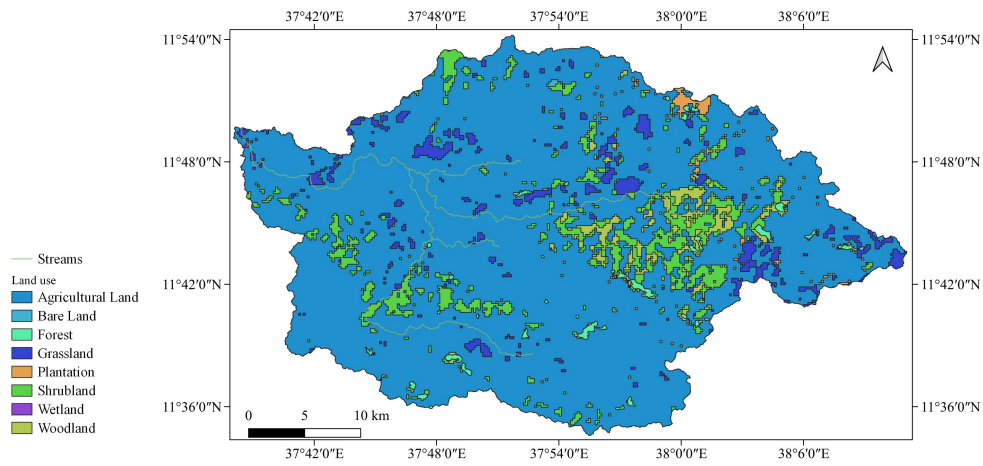 37°42′0″E 37°48′0″E 37°54′0″E 38°0′0″E 38°6′0″E
11°54′0″N 11°54′0″N
11°48′0″N 11°48′0″N
Streams
Land use
Agricultural Land
11°42′0″N 11°42′0″N
Bare Land
Forest
Grassland
Plantation
Shrubland
Wetland
11°36′0″N 11°36′0″N
Woodland
0 5 10 km
37°42′0″E 37°48′0″E 37°54′0″E 38°0′0″E 38°6′0″E